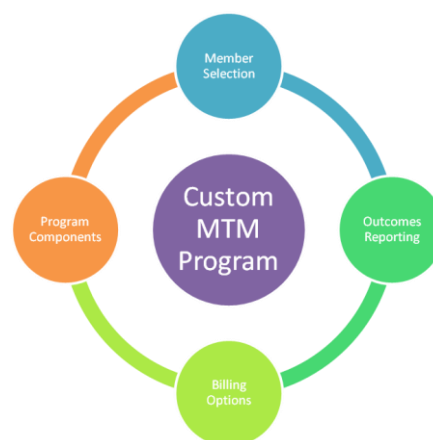 Member
Selection
Program
Components
Custom
MTM
Program
Outcomes
Reporting
Billing
Options